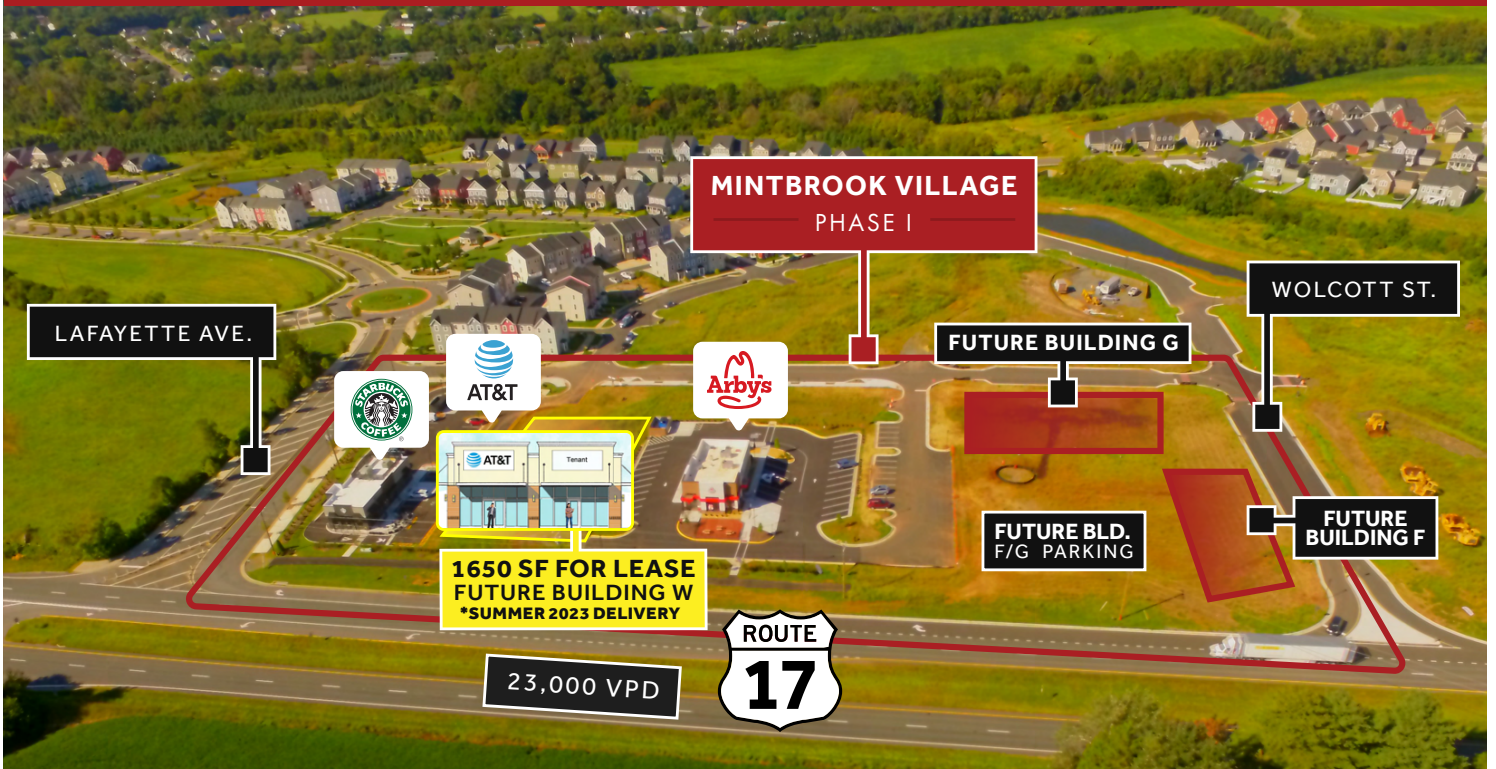 MINTBROOK VILLAGE
PHASE I
WOLCOTT ST.
LAFAYETTE AVE.
FUTURE BUILDING G
AT&T
Arby's
STARBUCKS
COFFEE
®
AT&T
Tenant
FUTURE BLD.
F/G PARKING
FUTURE
BUILDING F
1650 SF FOR LEASE
FUTURE BUILDING W
*SUMMER 2023 DELIVERY
ROUTE
17
23,000 VPD